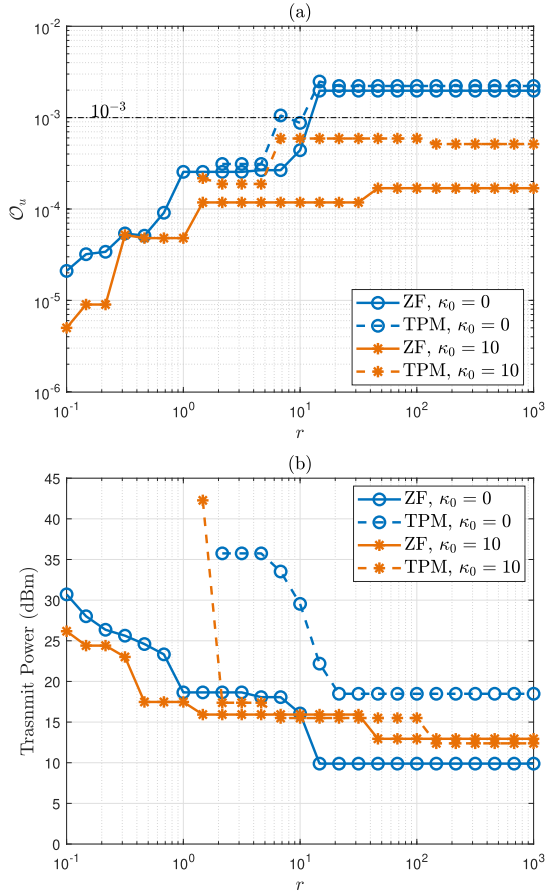 (a)
10^-2
10^-3
10^-3
10^-4
10^-5
10^-6
𝒪_u
ZF, κ_0 = 0
TPM, κ_0 = 0
ZF, κ_0 = 10
TPM, κ_0 = 10
10^-1 10^0 10^1 10^2 10^3
r
(b)
45
40
35
30
25
20
15
10
5
0
Trasnmit Power (dBm)
ZF, κ_0 = 0
TPM, κ_0 = 0
ZF, κ_0 = 10
TPM, κ_0 = 10
10^-1 10^0 10^1 10^2 10^3
r